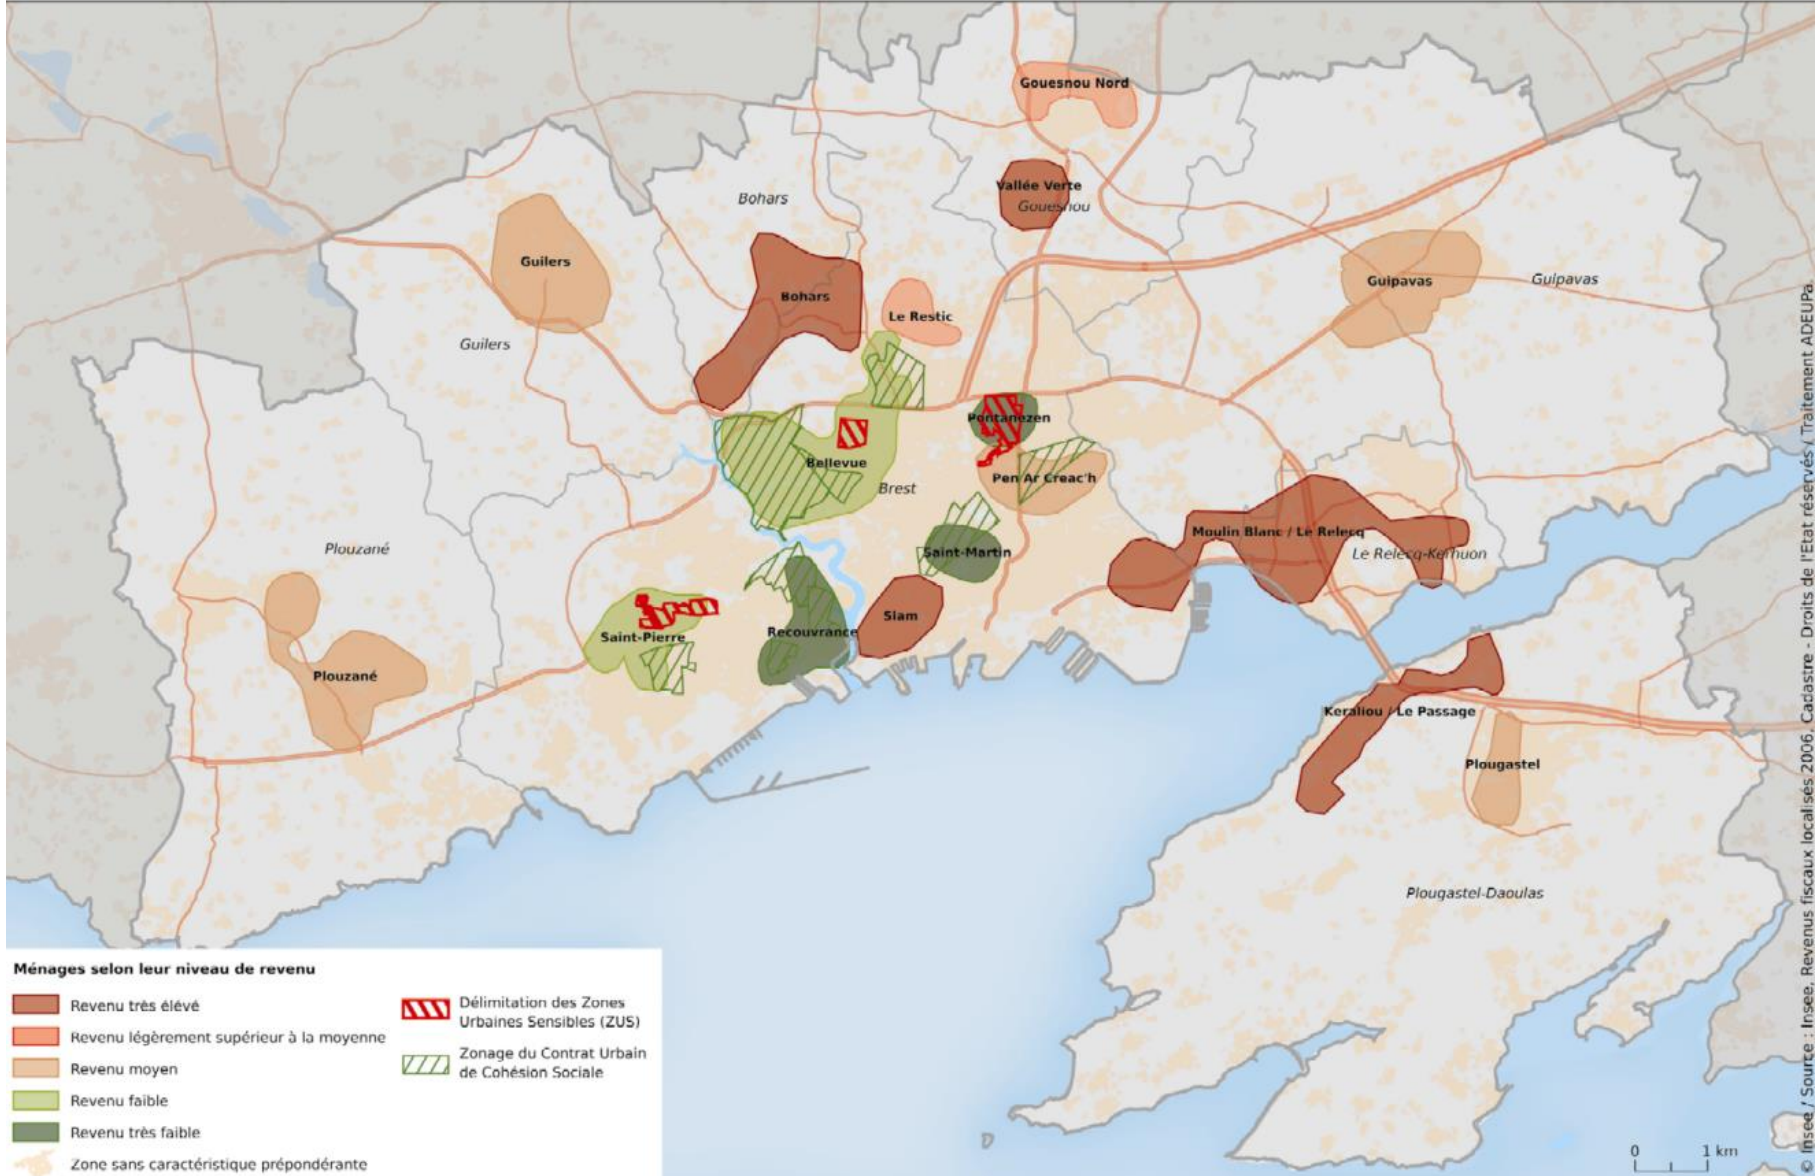 Gouesnou Nord
Vallée Verte
Gouesnou
Bohars
Guilers
Bohars
Guipavas
Guipavas
Le Restic
Guilers
Pontanezen
Bellevue
Pen Ar Creac'h
Brest
Moulin Blanc / Le Relecq
Le Relecq-Kerhuon
Plouzané
Saint-Martin
Siam
Recouvrance
Saint-Pierre
Plouzané
Keraliou / Le Passage
Plougastel
Plougastel-Daoulas
Ménages selon leur niveau de revenu
Revenu très élévé
Revenu légèrement supérieur à la moyenne
Revenu moyen
Revenu faible
Revenu très faible
Zone sans caractéristique prépondérante
Délimitation des Zones
Urbaines Sensibles (ZUS)
Zonage du Contrat Urbain
de Cohésion Sociale
0 1 km
Insee / Source : Insee, Revenus fiscaux localisés 2006, Cadastre - Droits de l'Etat réservés / Traitement ADEUPa.